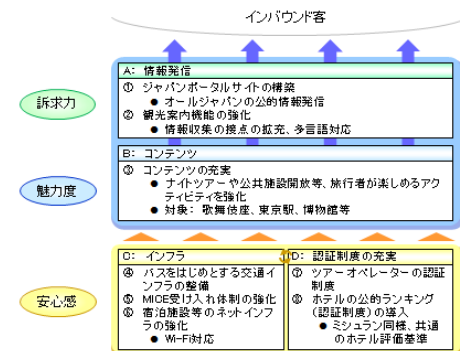 インバウンド客
A: 情報発信
① ジャパンポータルサイトの構築
● オールジャパンの公的情報発信
② 観光案内機能の強化
● 情報収集の接点の拡充、多言語対応
訴求力
B: コンテンツ
③ コンテンツの充実
● ナイトツアーや公共施設開放等、旅行者が楽しめるアク
ティビティを強化
● 対象: 歌舞伎座、東京駅、博物館等
魅力度
C: インフラ
④ バスをはじめとする交通イ
ンフラの整備
⑤ MICE受け入れ体制の強化
⑥ 宿泊施設等のネットインフ
ラの強化
● Wi-Fi対応
D: 認証制度の充実
⑦ ツアーオペレーターの認証
制度
⑧ ホテルの公的ランキング
(認証制度)の導入
● ミシュラン同様、共通
のホテル評価基準
安心感